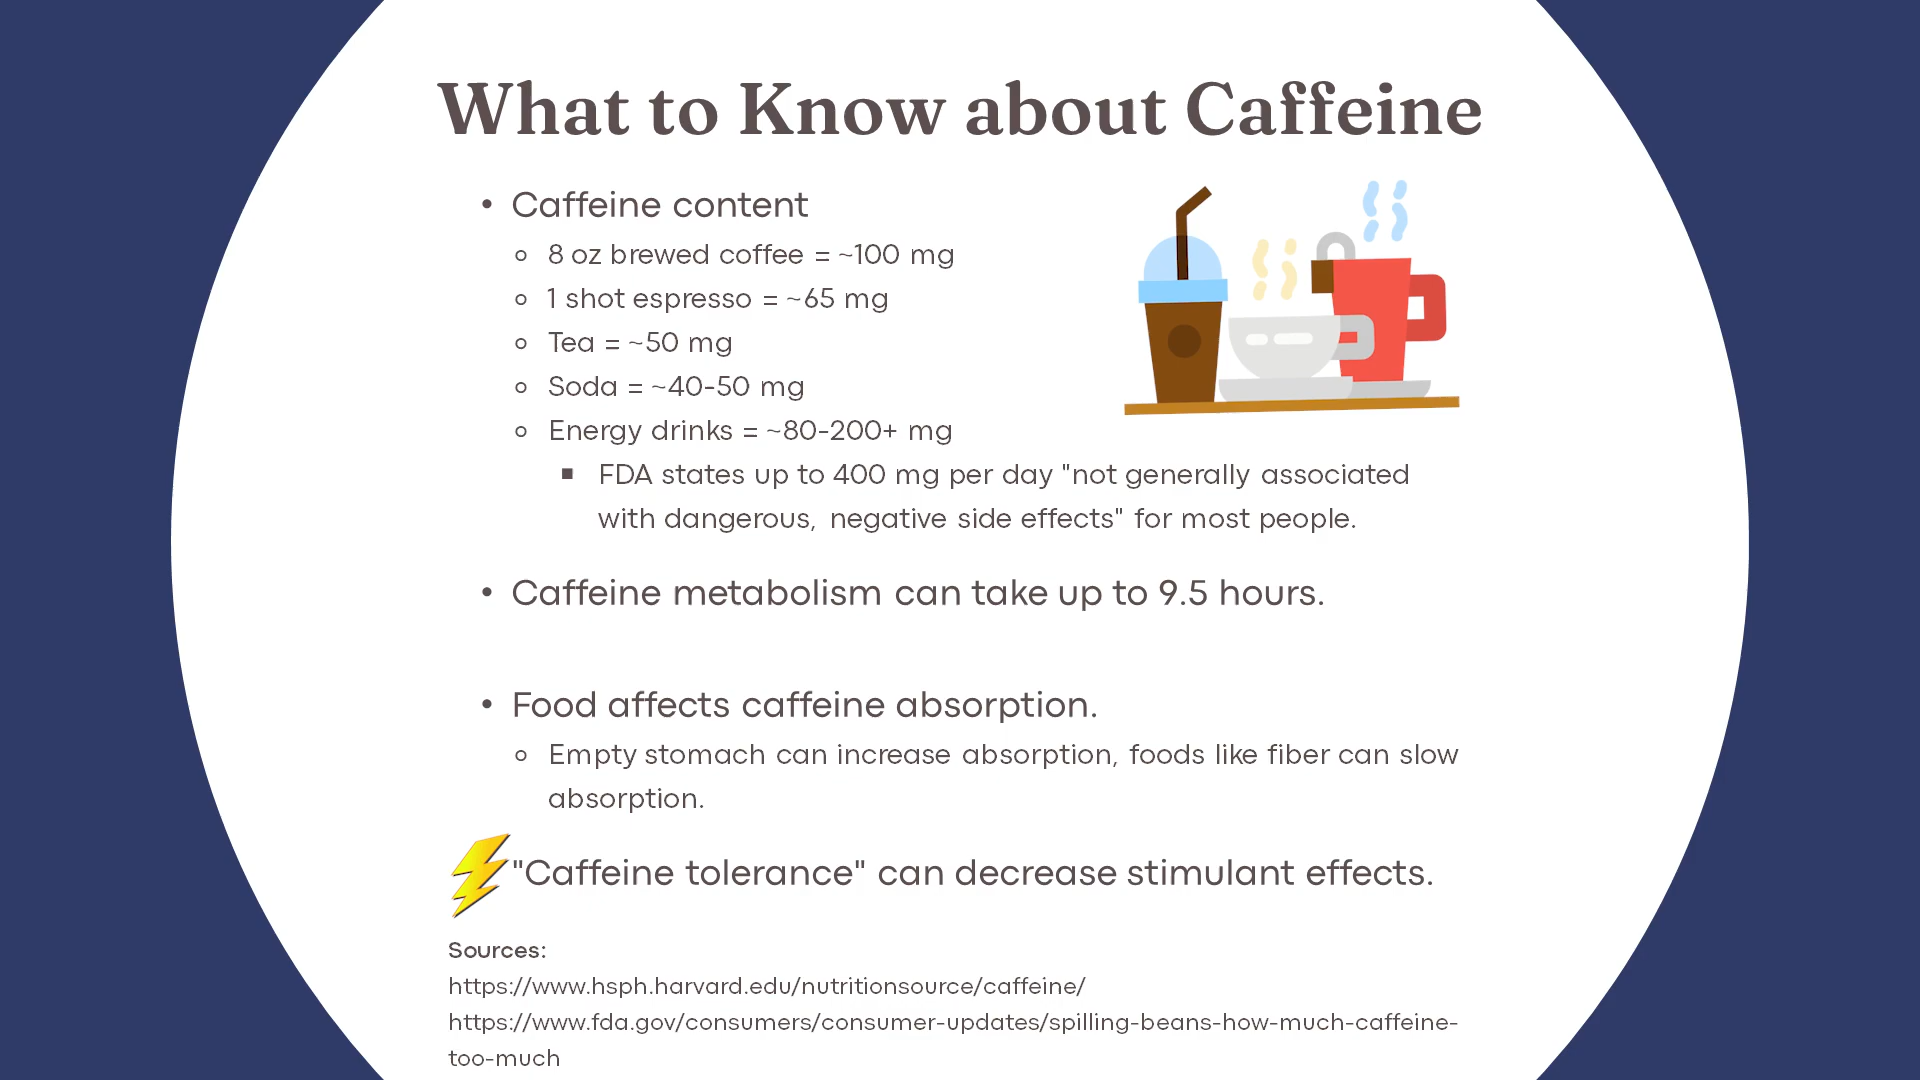 What to Know about Caffeine
• Caffeine content
○ 8 oz brewed coffee = ~100 mg
○ 1 shot espresso = ~65 mg
○ Tea = ~50 mg
○ Soda = ~40-50 mg
○ Energy drinks = ~80-200+ mg
■ FDA states up to 400 mg per day "not generally associated
with dangerous, negative side effects" for most people.
• Caffeine metabolism can take up to 9.5 hours.
• Food affects caffeine absorption.
○ Empty stomach can increase absorption, foods like fiber can slow
absorption.
"Caffeine tolerance" can decrease stimulant effects.
Sources:
https://www.hsph.harvard.edu/nutritionsource/caffeine/
https://www.fda.gov/consumers/consumer-updates/spilling-beans-how-much-caffeine-
too-much